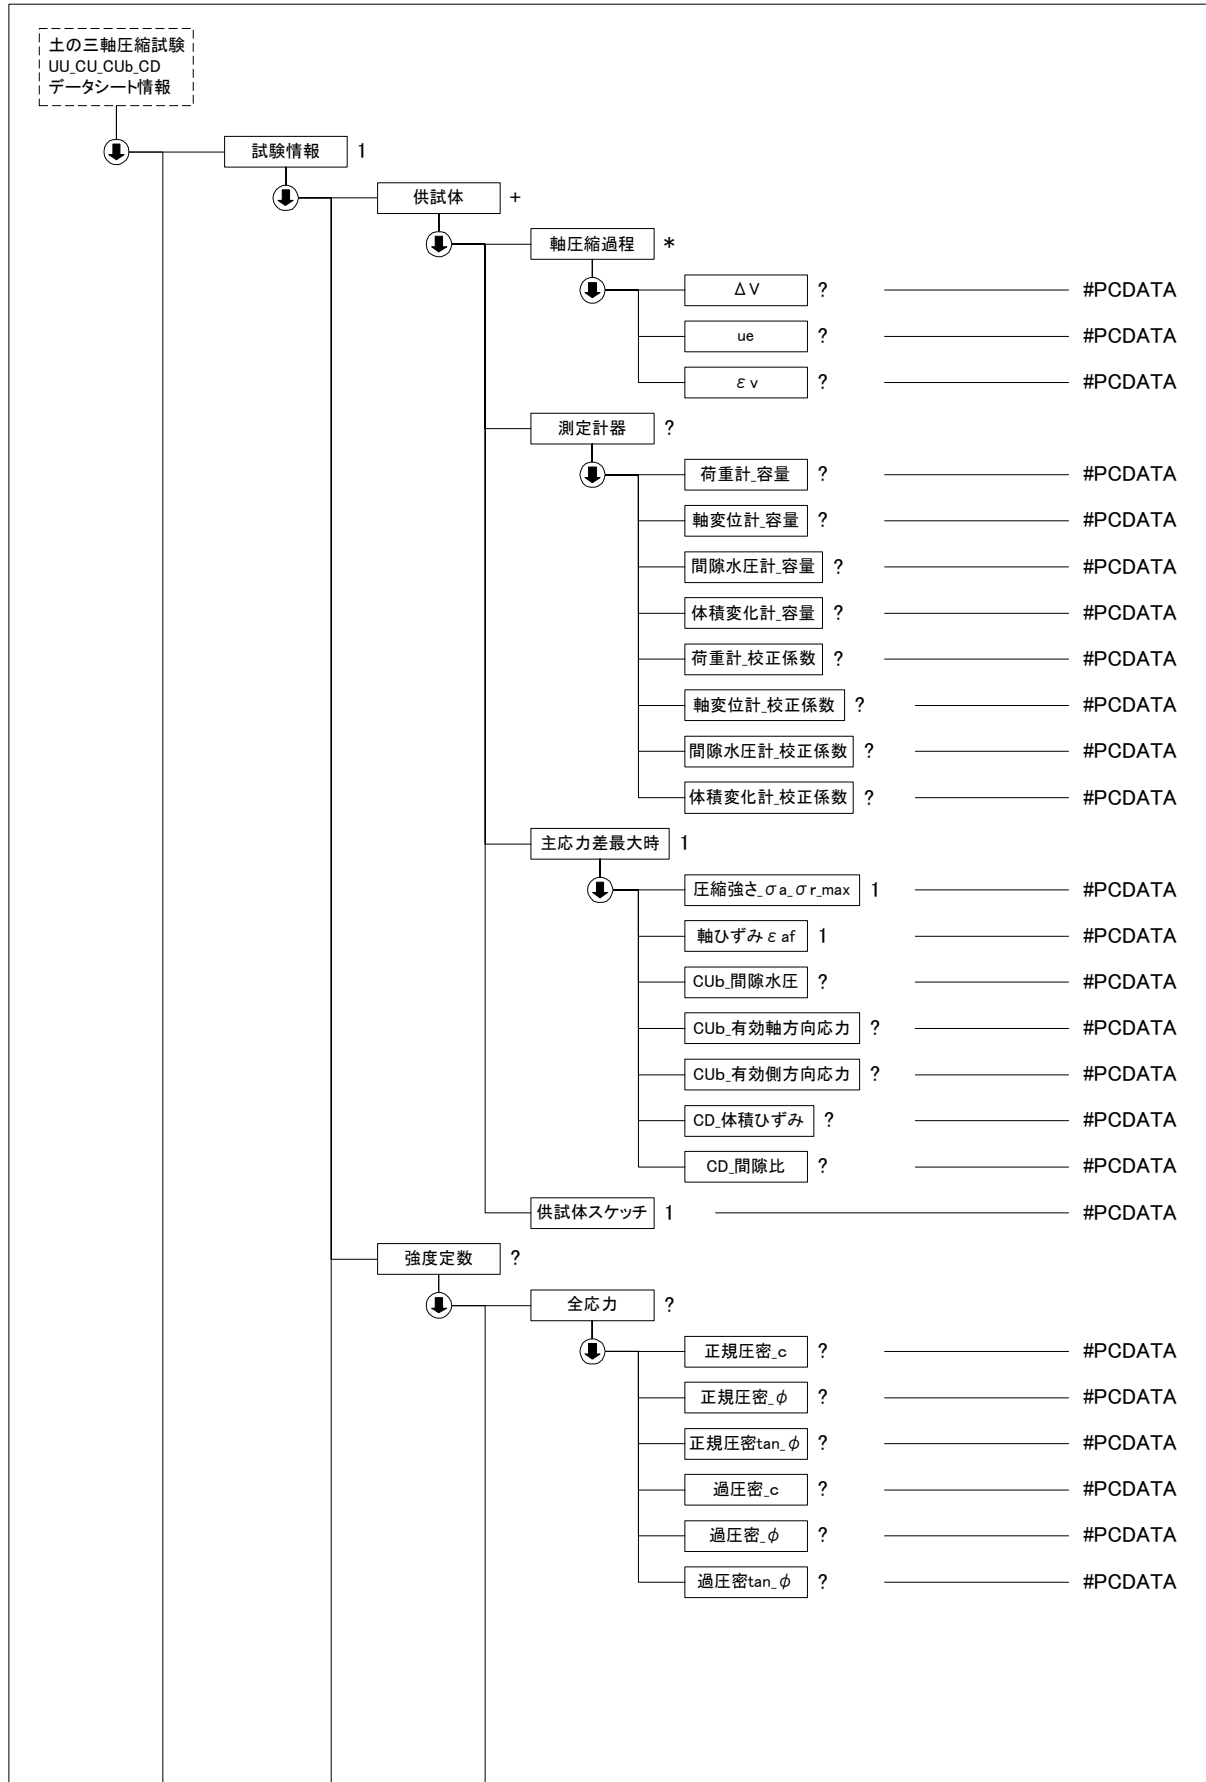 土の三軸圧縮試験
UU_CU_CUb_CD
データシート情報
試験情報 1
供試体 +
軸圧縮過程 *
ΔV ? #PCDATA
ue ? #PCDATA
εv ? #PCDATA
測定計器 ?
荷重計_容量 ? #PCDATA
軸変位計_容量 ? #PCDATA
間隙水圧計_容量 ? #PCDATA
体積変化計_容量 ? #PCDATA
荷重計_校正係数 ? #PCDATA
軸変位計_校正係数 ? #PCDATA
間隙水圧計_校正係数 ? #PCDATA
体積変化計_校正係数 ? #PCDATA
主応力差最大時 1
圧縮強さ_σa_σr_max 1 #PCDATA
軸ひずみεaf 1 #PCDATA
CUb_間隙水圧 ? #PCDATA
CUb_有効軸方向応力 ? #PCDATA
CUb_有効側方向応力 ? #PCDATA
CD_体積ひずみ ? #PCDATA
CD_間隙比 ? #PCDATA
供試体スケッチ 1 #PCDATA
強度定数 ?
全応力 ?
正規圧密_c ? #PCDATA
正規圧密_φ ? #PCDATA
正規圧密tan_φ ? #PCDATA
過圧密_c ? #PCDATA
過圧密_φ ? #PCDATA
過圧密tan_φ ? #PCDATA